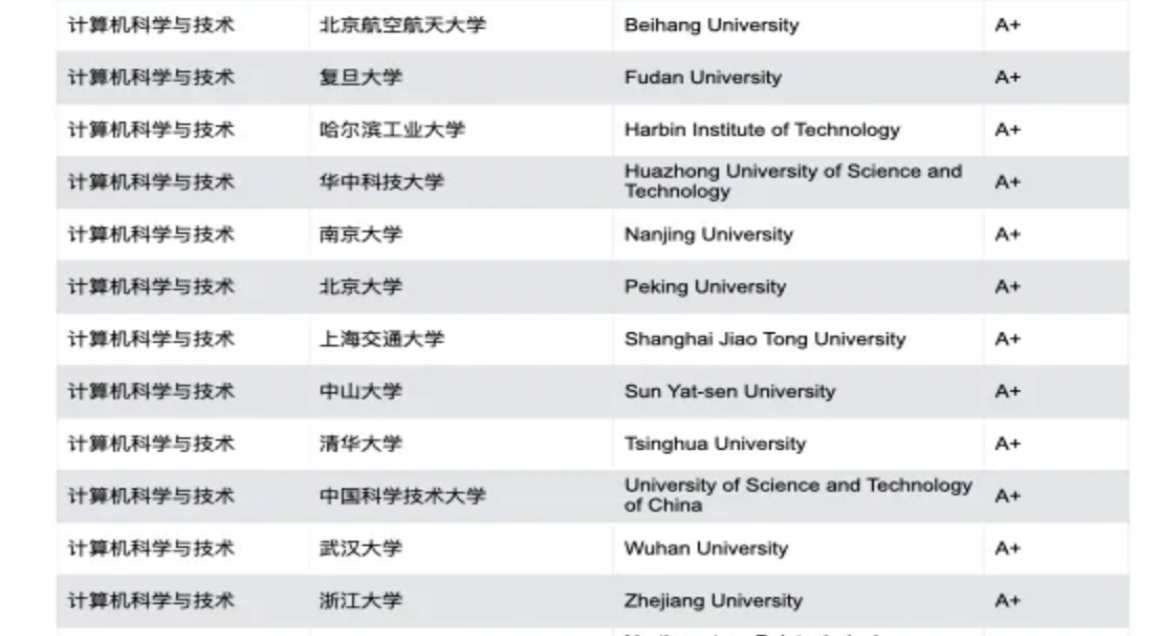 计算机科学与技术 北京航空航天大学 Beihang University A+
计算机科学与技术 复旦大学 Fudan University A+
计算机科学与技术 哈尔滨工业大学 Harbin Institute of Technology A+
计算机科学与技术 华中科技大学 Huazhong University of Science and
Technology A+
计算机科学与技术 南京大学 Nanjing University A+
计算机科学与技术 北京大学 Peking University A+
计算机科学与技术 上海交通大学 Shanghai Jiao Tong University A+
计算机科学与技术 中山大学 Sun Yat-sen University A+
计算机科学与技术 清华大学 Tsinghua University A+
计算机科学与技术 中国科学技术大学 University of Science and Technology
of China A+
计算机科学与技术 武汉大学 Wuhan University A+
计算机科学与技术 浙江大学 Zhejiang University A+